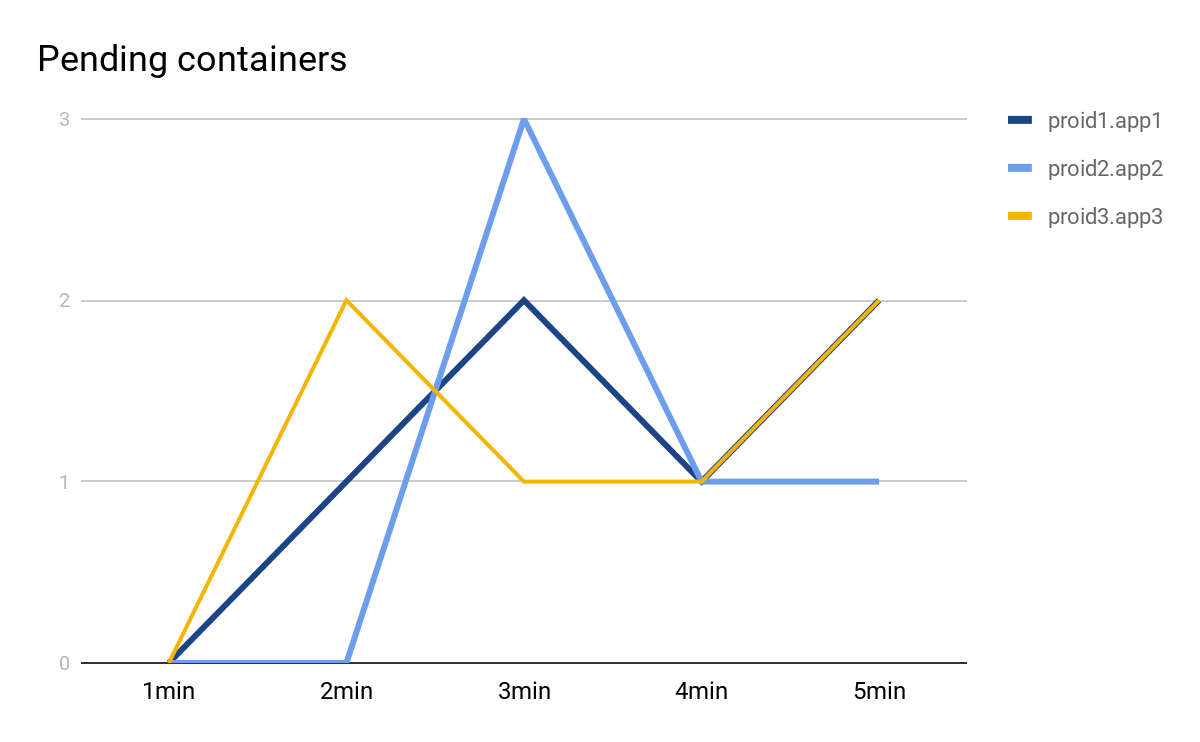 Pending containers
3
2
1
0
1min 2min 3min 4min 5min
proid1.app1
proid2.app2
proid3.app3